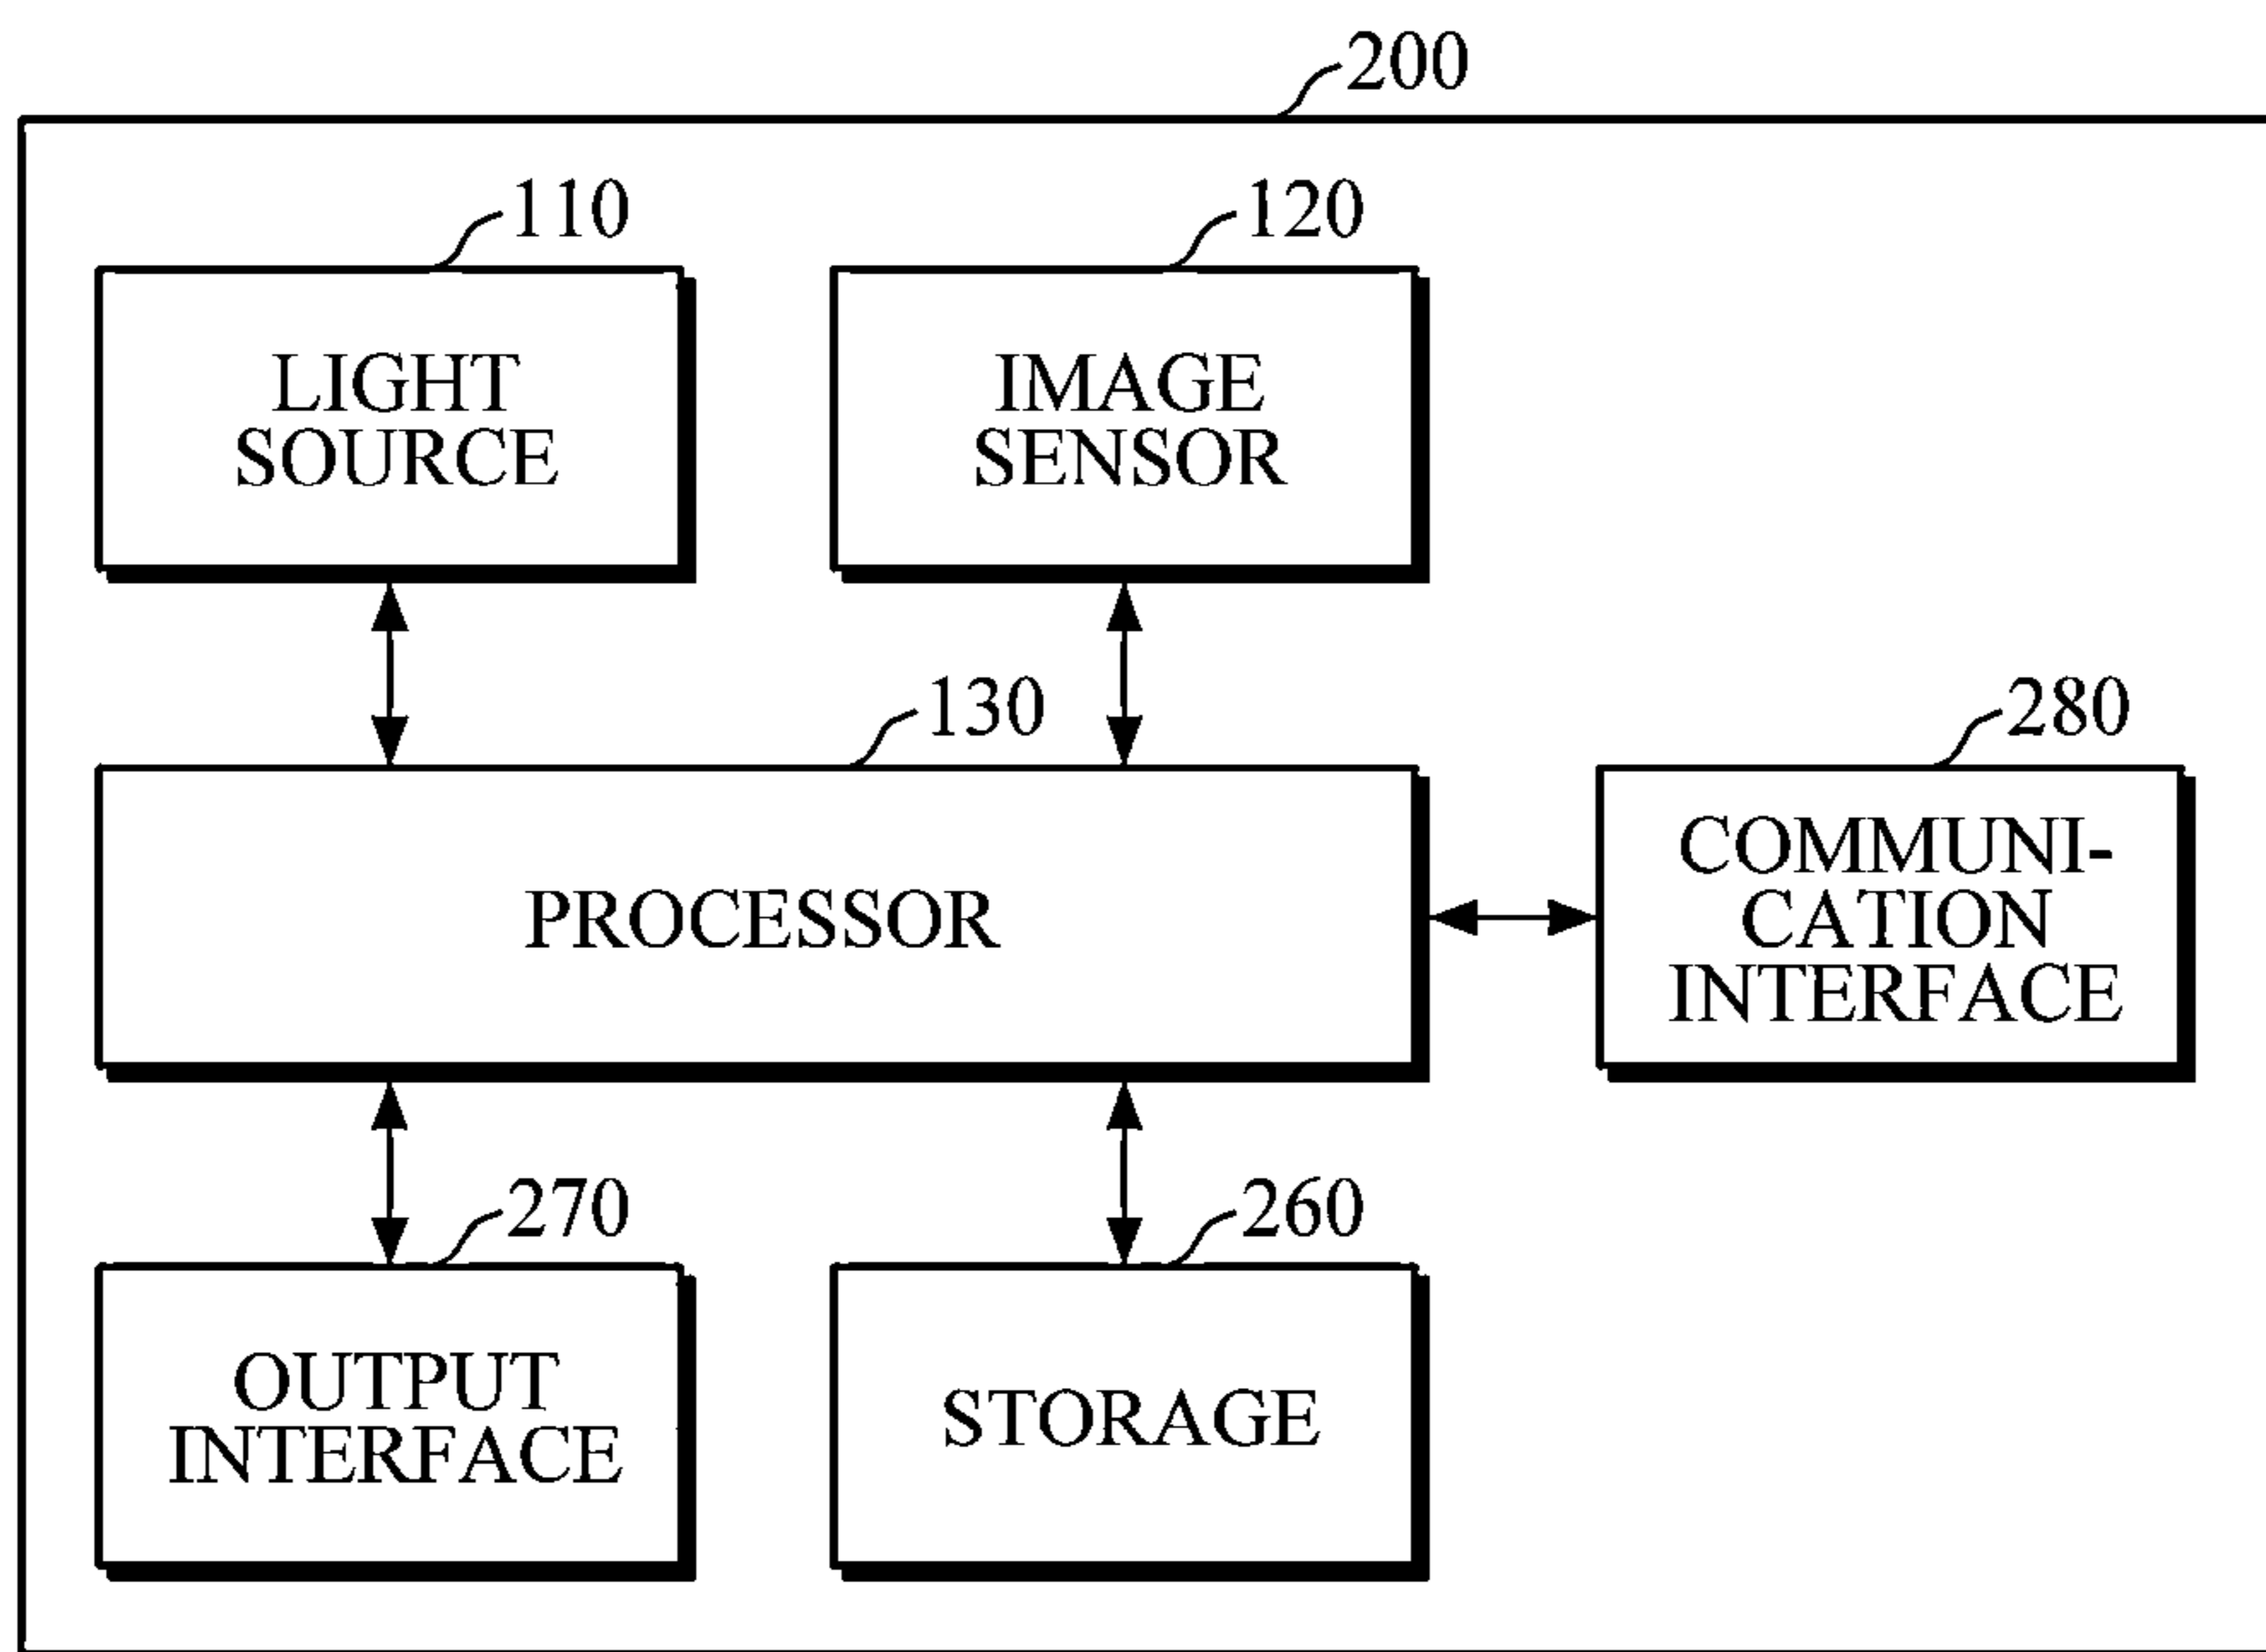 200
110
120
LIGHT
SOURCE
IMAGE
SENSOR
130
280
PROCESSOR
COMMUNI-
CATION
INTERFACE
270
260
OUTPUT
INTERFACE
STORAGE